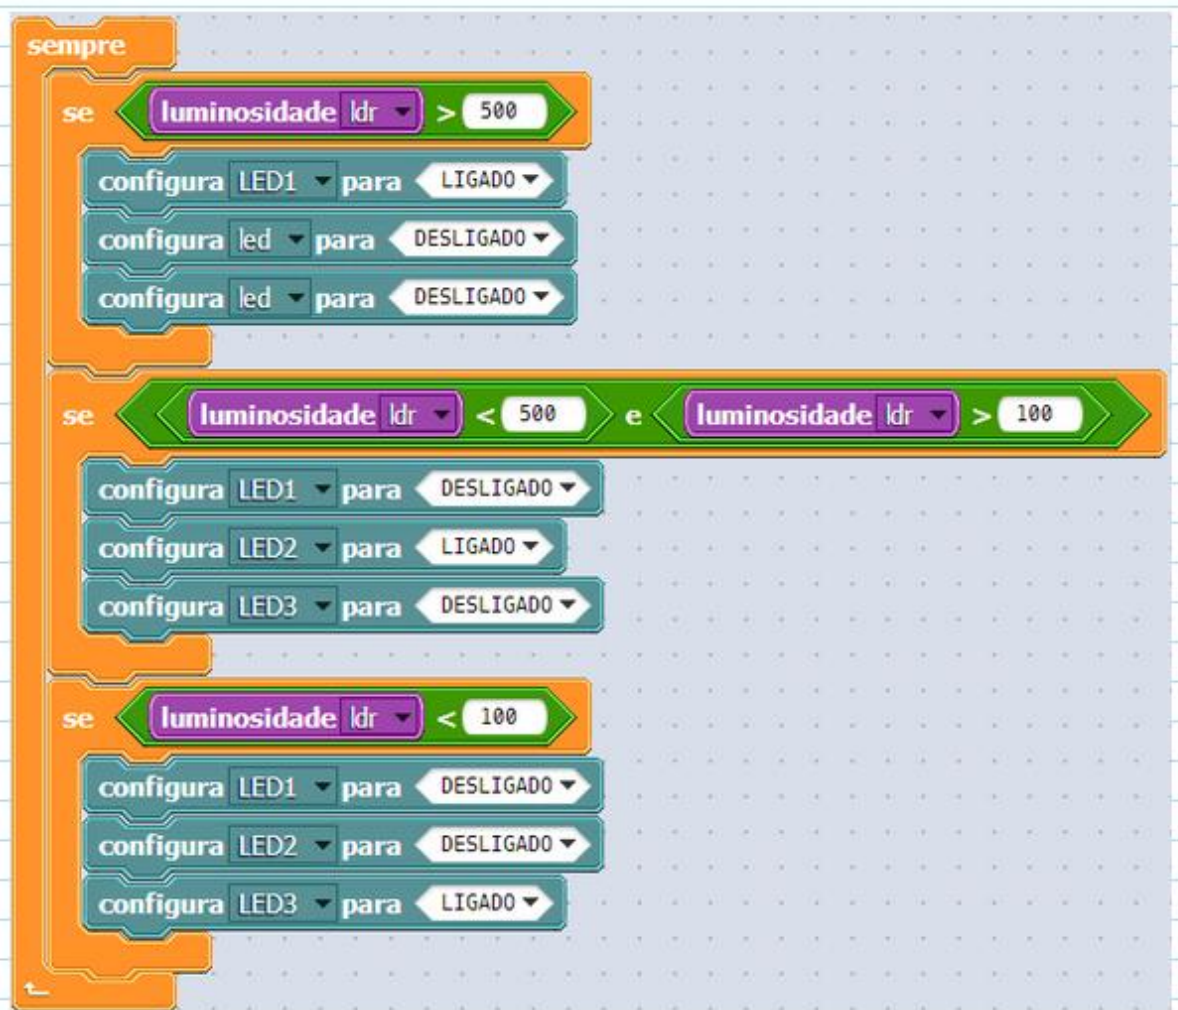 sempre
se luminosidade ldr > 500
configura LED1 para LIGADO
configura led para DESLIGADO
configura led para DESLIGADO
se luminosidade ldr < 500 e luminosidade ldr > 100
configura LED1 para DESLIGADO
configura LED2 para LIGADO
configura LED3 para DESLIGADO
se luminosidade ldr < 100
configura LED1 para DESLIGADO
configura LED2 para DESLIGADO
configura LED3 para LIGADO